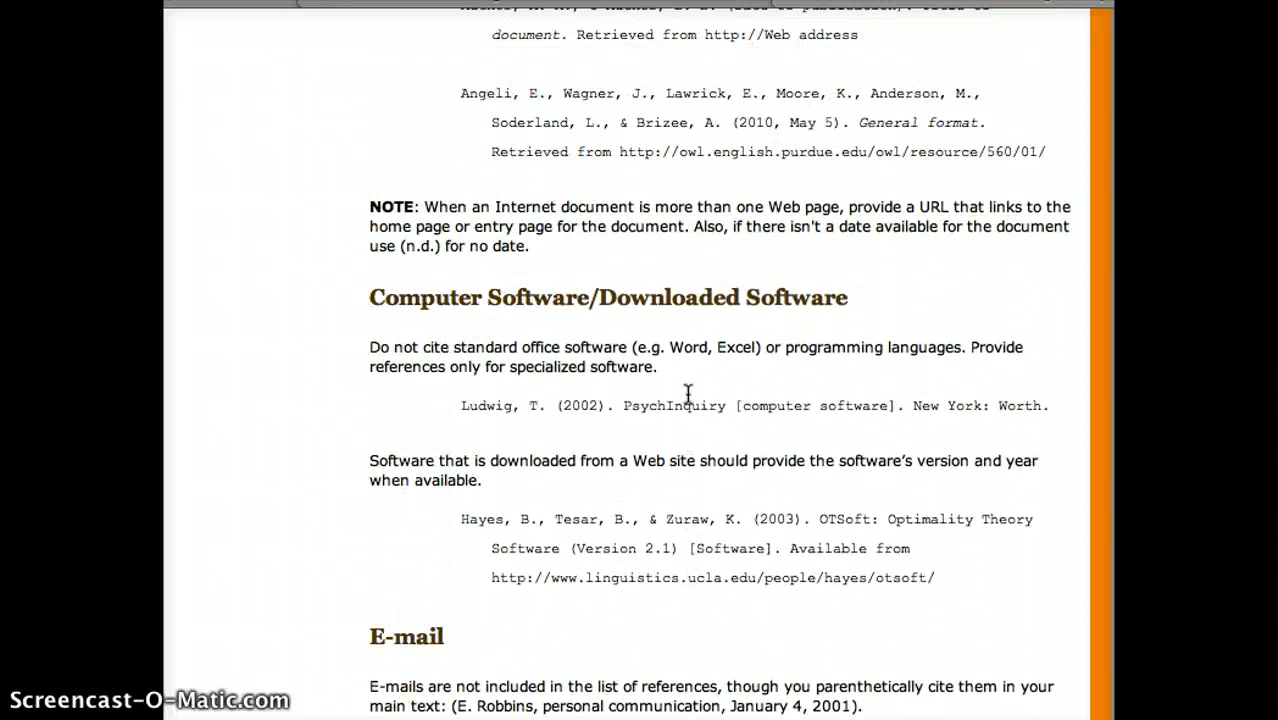 document. Retrieved from http://Web address
Angeli, E., Wagner, J., Lawrick, E., Moore, K., Anderson, M.,
Soderland, L., & Brizee, A. (2010, May 5). General format.
Retrieved from http://owl.english.purdue.edu/owl/resource/560/01/
NOTE: When an Internet document is more than one Web page, provide a URL that links to the
home page or entry page for the document. Also, if there isn't a date available for the document
use (n.d.) for no date.
Computer Software/Downloaded Software
Do not cite standard office software (e.g. Word, Excel) or programming languages. Provide
references only for specialized software.
Ludwig, T. (2002). PsychInquiry [computer software]. New York: Worth.
Software that is downloaded from a Web site should provide the software’s version and year
when available.
Hayes, B., Tesar, B., & Zuraw, K. (2003). OTSoft: Optimality Theory
Software (Version 2.1) [Software]. Available from
http://www.linguistics.ucla.edu/people/hayes/otsoft/
E-mail
E-mails are not included in the list of references, though you parenthetically cite them in your
main text: (E. Robbins, personal communication, January 4, 2001).
Screencast-O-Matic.com